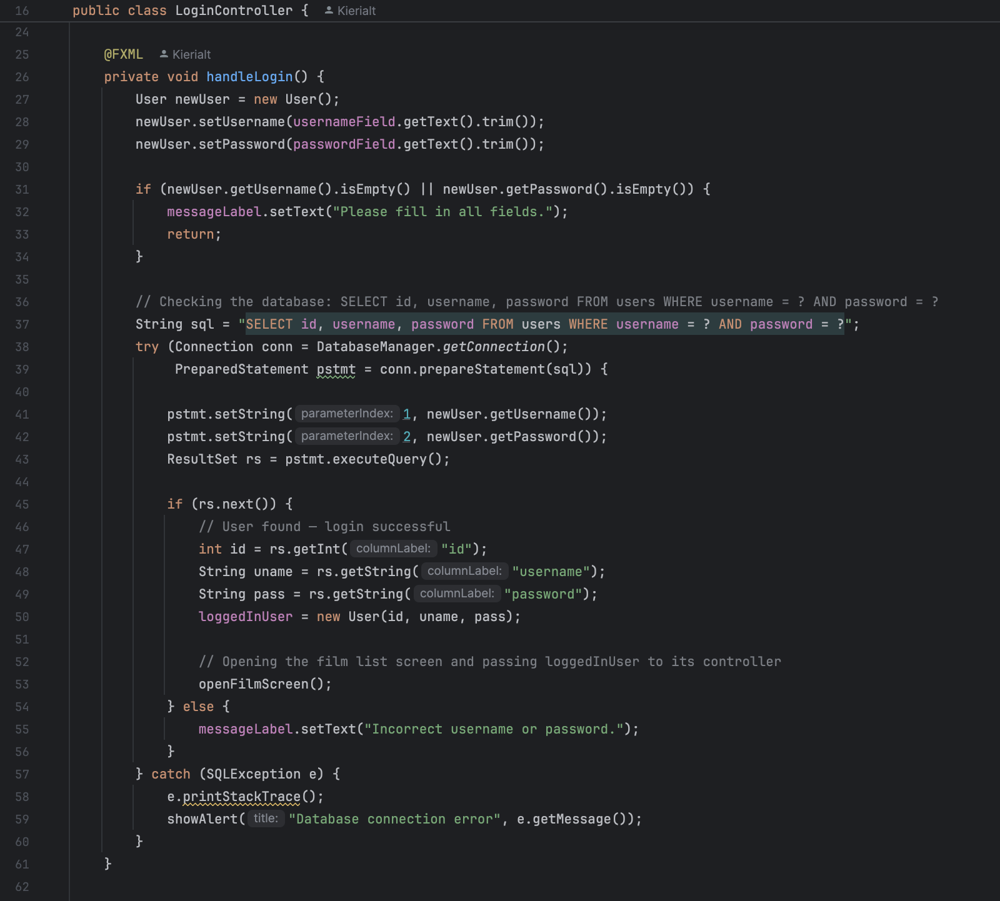 16 public class LoginController { Kierialt
24
25 @FXML Kierialt
26 private void handleLogin() {
27 User newUser = new User();
28 newUser.setUsername(usernameField.getText().trim());
29 newUser.setPassword(passwordField.getText().trim());
30
31 if (newUser.getUsername().isEmpty() || newUser.getPassword().isEmpty()) {
32 messageLabel.setText("Please fill in all fields.");
33 return;
34 }
35
36 // Checking the database: SELECT id, username, password FROM users WHERE username = ? AND password = ?
37 String sql = "SELECT id, username, password FROM users WHERE username = ? AND password = ?";
38 try (Connection conn = DatabaseManager.getConnection();
39 PreparedStatement pstmt = conn.prepareStatement(sql)) {
40
41 pstmt.setString( parameterIndex: 1, newUser.getUsername());
42 pstmt.setString( parameterIndex: 2, newUser.getPassword());
43 ResultSet rs = pstmt.executeQuery();
44
45 if (rs.next()) {
46 // User found — login successful
47 int id = rs.getInt( columnLabel: "id");
48 String uname = rs.getString( columnLabel: "username");
49 String pass = rs.getString( columnLabel: "password");
50 loggedInUser = new User(id, uname, pass);
51
52 // Opening the film list screen and passing loggedInUser to its controller
53 openFilmScreen();
54 } else {
55 messageLabel.setText("Incorrect username or password.");
56 }
57 } catch (SQLException e) {
58 e.printStackTrace();
59 showAlert( title: "Database connection error", e.getMessage());
60 }
61 }
62